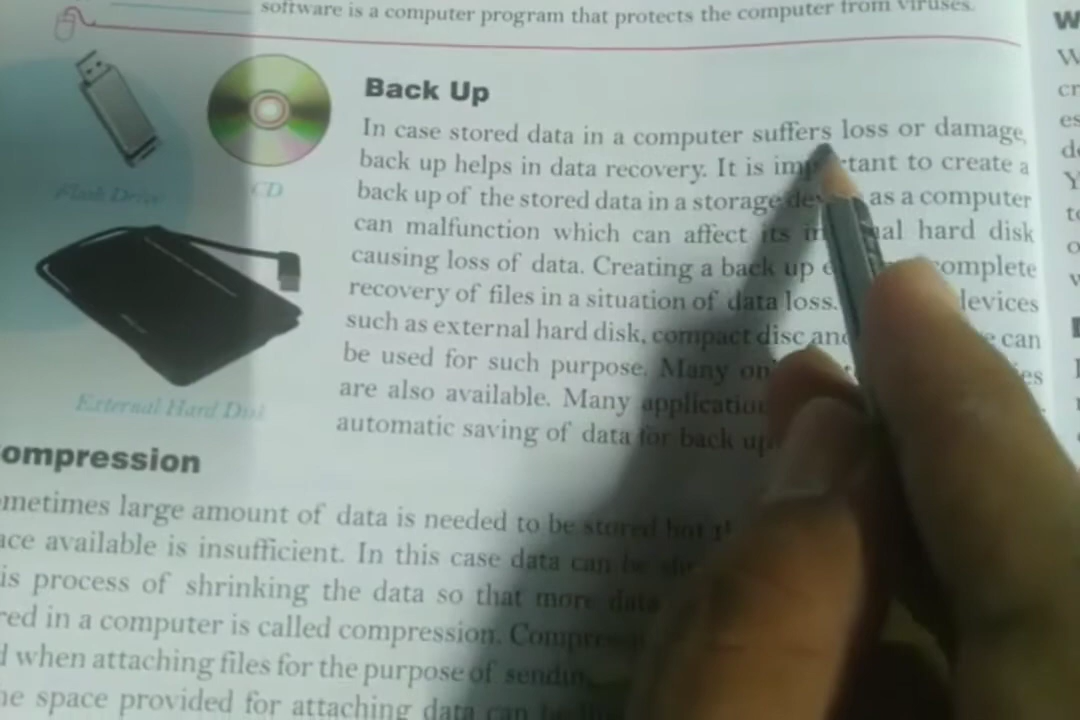 software is a computer program that protects the computer from viruses.
Back Up
In case stored data in a computer suffers loss or damage,
back up helps in data recovery. It is important to create a
back up of the stored data in a storage as a computer
can malfunction which can affect its hard disk
causing loss of data. Creating a back up complete
recovery of files in a situation of data loss. devices
such as external hard disk, compact disc and can
be used for such purpose. Many
are also available. Many
automatic saving of data for back up
Flash Drive
CD
External Hard Disk
ompression
metimes large amount of data is needed to be stored but
ace available is insufficient. In this case data can be
is process of shrinking the data so that more data
red in a computer is called compression.
d when attaching files for the purpose of
he space provided for attaching data can be